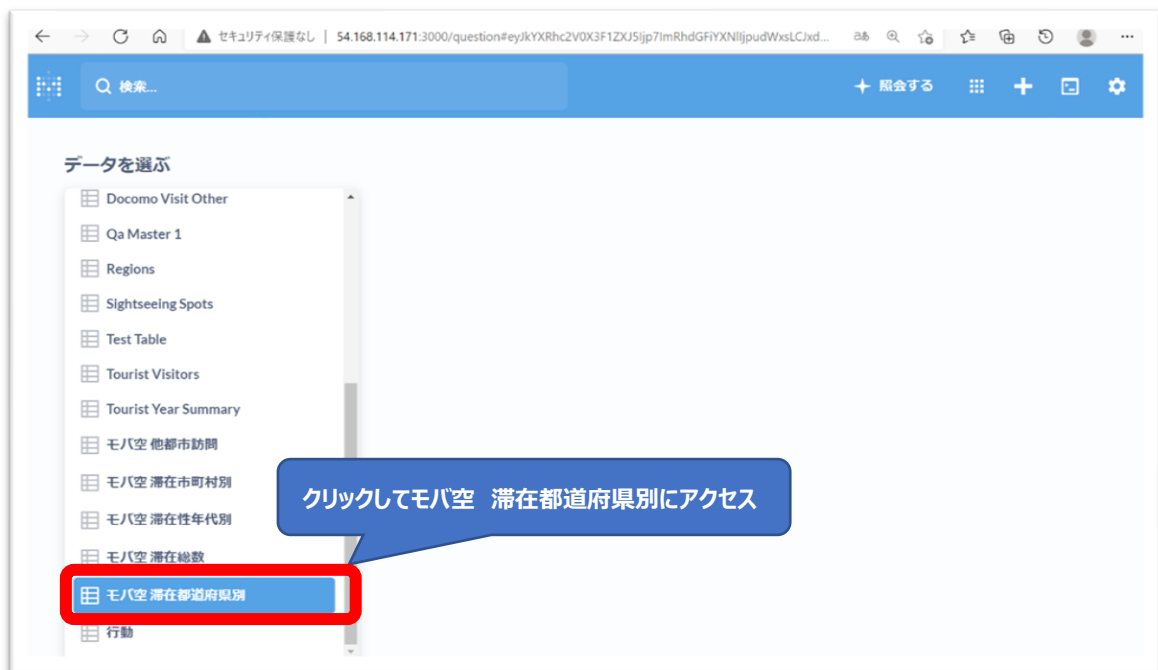 セキュリティ保護なし | 54.168.114.171:3000/question#eyJkYXRhc2V0X3F1ZXJ5Ijp7ImRhdGFiYXNlIjpudWxsLCJxd...
検索...
照会する
データを選ぶ
Docomo Visit Other
Qa Master 1
Regions
Sightseeing Spots
Test Table
Tourist Visitors
Tourist Year Summary
モバ空 他都市訪問
モバ空 滞在市町村別
クリックしてモバ空 滞在都道府県別にアクセス
モバ空 滞在性年代別
モバ空 滞在総数
モバ空 滞在都道府県別
行動